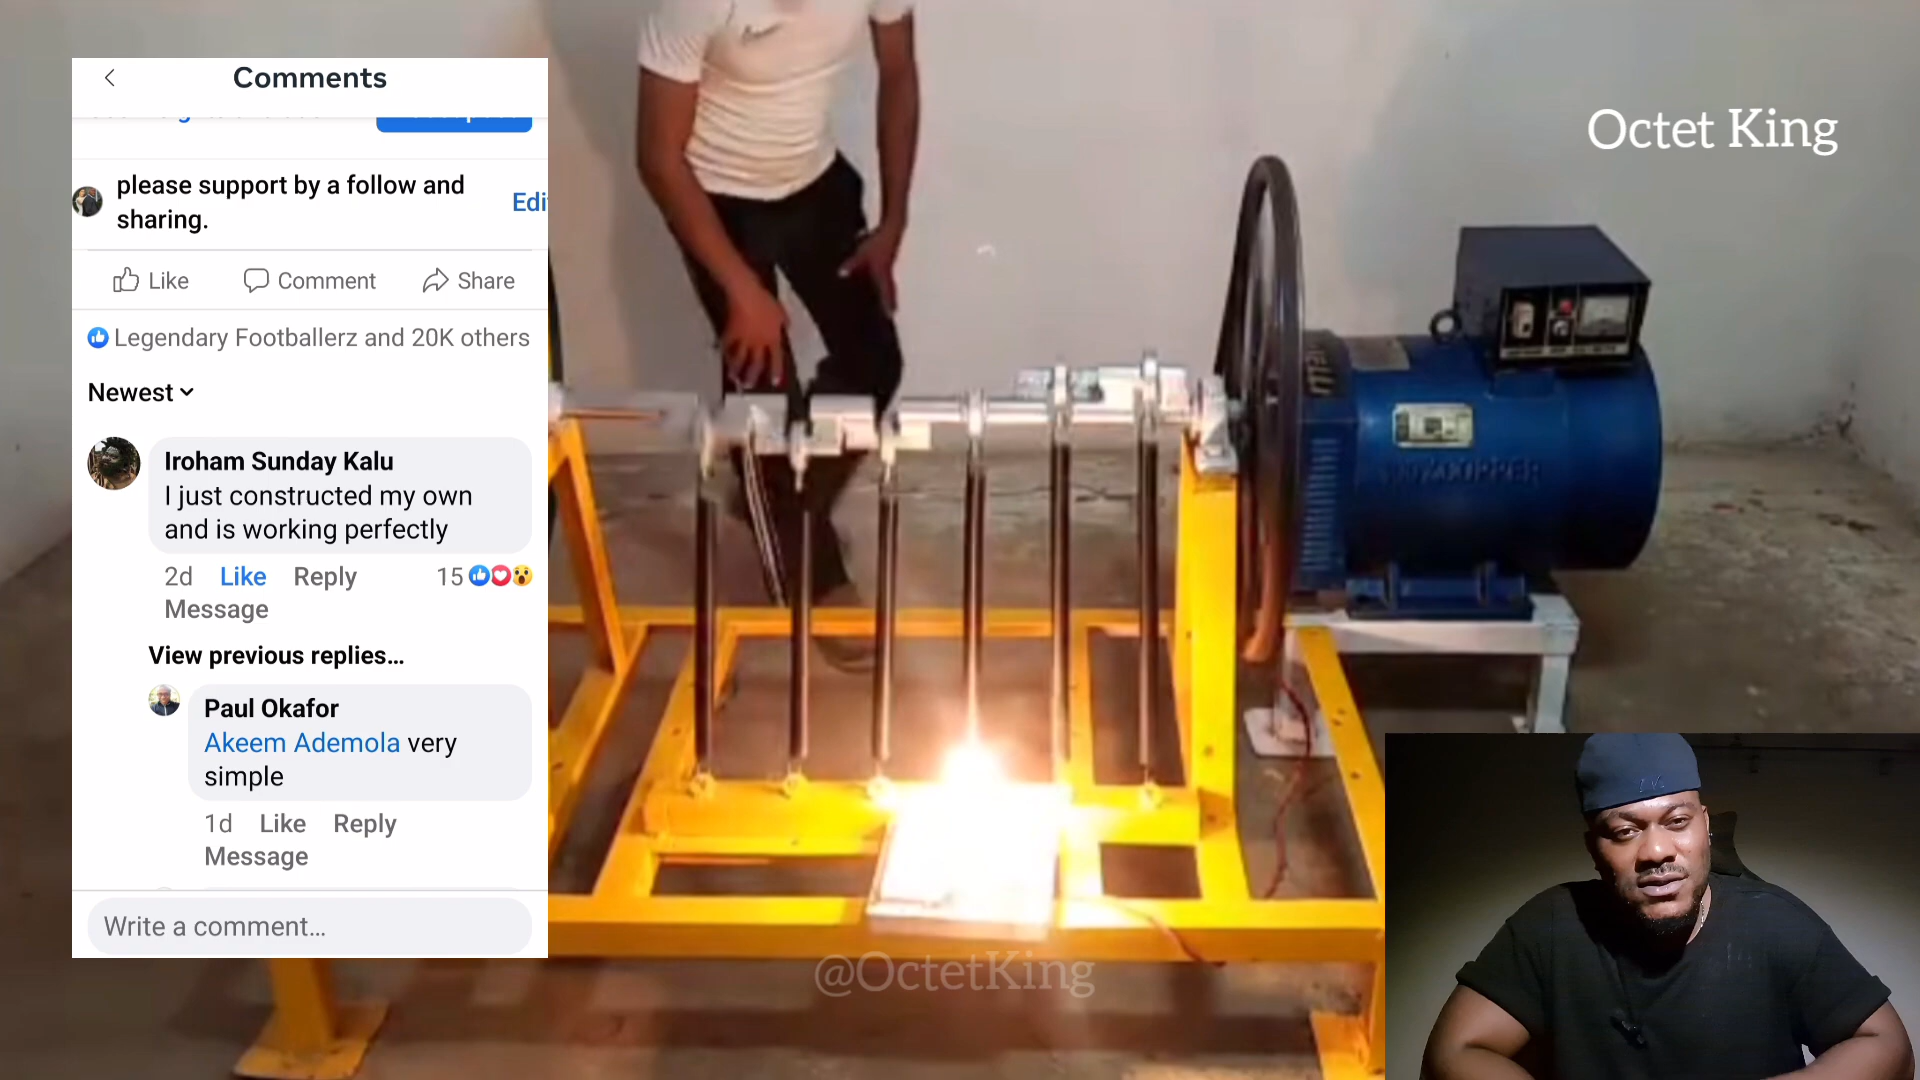 Comments
please support by a follow and
sharing.
Edi
Like
Comment
Share
Legendary Footballerz and 20K others
Newest
Iroham Sunday Kalu
I just constructed my own
and is working perfectly
2d Like Reply 15
Message
View previous replies...
Paul Okafor
Akeem Ademola very
simple
1d Like Reply
Message
Write a comment...
Octet King
@OctetKing